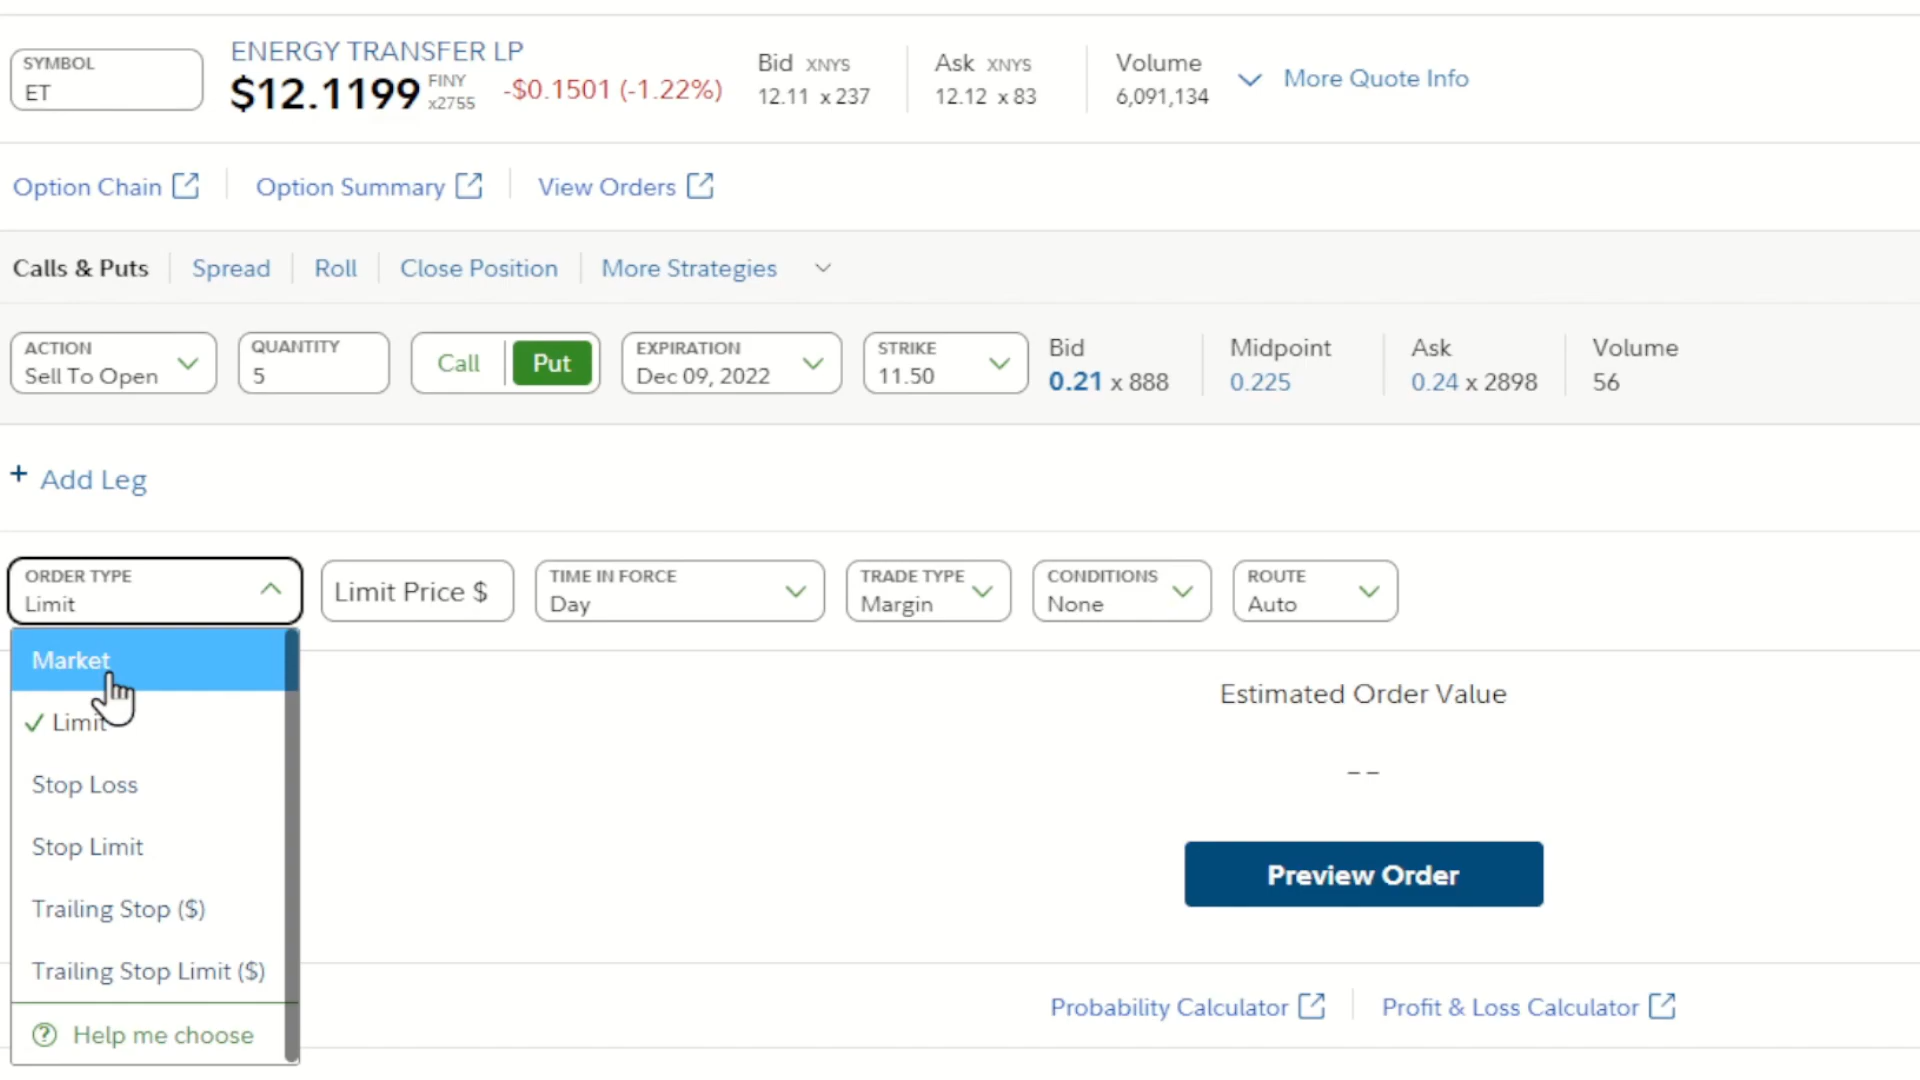 SYMBOL
ET
ENERGY TRANSFER LP
$12.1199
FINY
x2755
-$0.1501 (-1.22%)
Bid XNYS
12.11 x 237
Ask XNYS
12.12 x 83
Volume
6,091,134
More Quote Info
Option Chain
Option Summary
View Orders
Calls & Puts
Spread
Roll
Close Position
More Strategies
ACTION
Sell To Open
QUANTITY
5
Call
Put
EXPIRATION
Dec 09, 2022
STRIKE
11.50
Bid
0.21 x 888
Midpoint
0.225
Ask
0.24 x 2898
Volume
56
+ Add Leg
ORDER TYPE
Limit
Limit Price $
TIME IN FORCE
Day
TRADE TYPE
Margin
CONDITIONS
None
ROUTE
Auto
Market
Limit
Stop Loss
Stop Limit
Trailing Stop ($)
Trailing Stop Limit ($)
Help me choose
Estimated Order Value
--
Preview Order
Probability Calculator
Profit & Loss Calculator